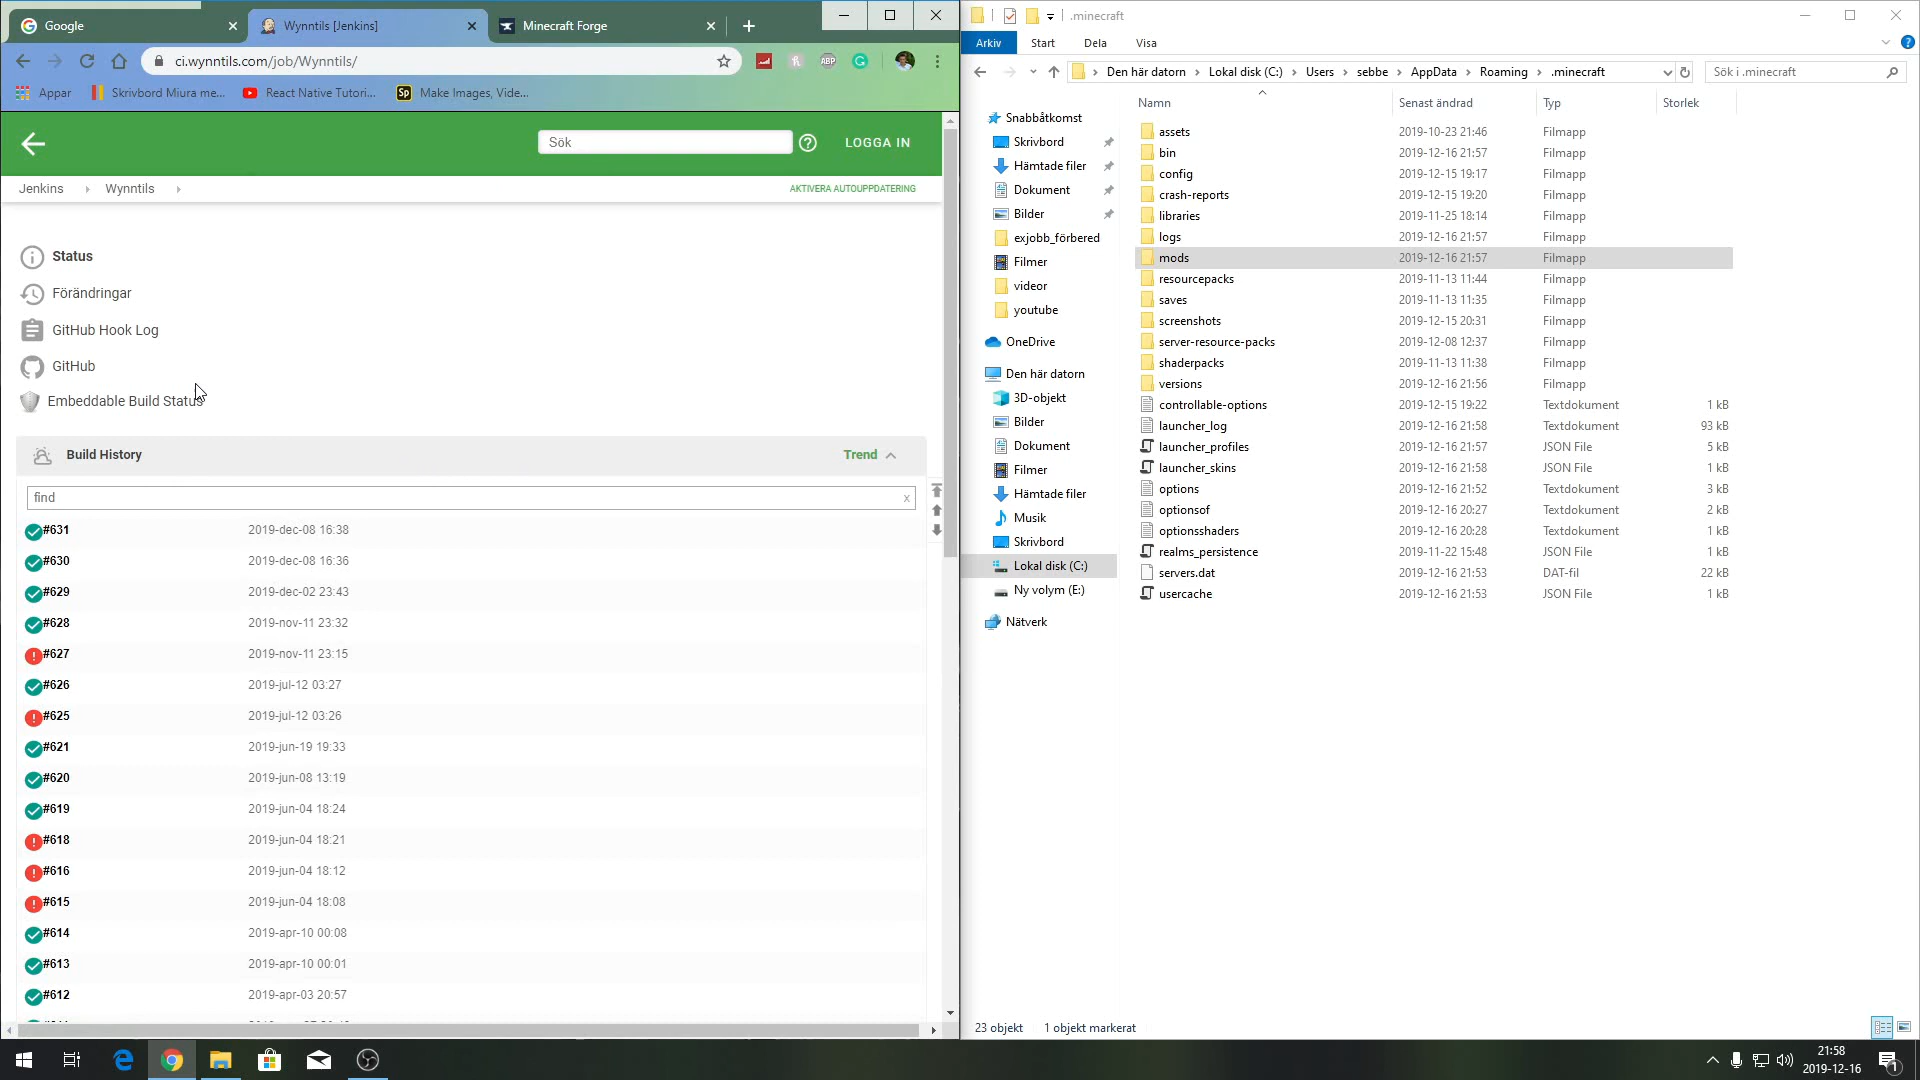 Google
Wynntils [Jenkins]
Minecraft Forge
ci.wynntils.com/job/Wynntils/
ABP
Appar
Skrivbord Miura me...
React Native Tutori...
Sp
Make Images, Vide...
Sök
LOGGA IN
Jenkins
Wynntils
AKTIVERA AUTOUPPDATERING
Status
Förändringar
GitHub Hook Log
GitHub
Embeddable Build Status
Build History
Trend
find
x
#631 2019-dec-08 16:38
#630 2019-dec-08 16:36
#629 2019-dec-02 23:43
#628 2019-nov-11 23:32
#627 2019-nov-11 23:15
#626 2019-jul-12 03:27
#625 2019-jul-12 03:26
#621 2019-jun-19 19:33
#620 2019-jun-08 13:19
#619 2019-jun-04 18:24
#618 2019-jun-04 18:21
#616 2019-jun-04 18:12
#615 2019-jun-04 18:08
#614 2019-apr-10 00:08
#613 2019-apr-10 00:01
#612 2019-apr-03 20:57
.minecraft
Arkiv
Start
Dela
Visa
Den här datorn
Lokal disk (C:)
Users
sebbe
AppData
Roaming
.minecraft
Sök i .minecraft
Snabbåtkomst
Skrivbord
Hämtade filer
Dokument
Bilder
exjobb_förbered
Filmer
videor
youtube
OneDrive
Den här datorn
3D-objekt
Bilder
Dokument
Filmer
Hämtade filer
Musik
Skrivbord
Lokal disk (C:)
Ny volym (E:)
Nätverk
Namn Senast ändrad Typ Storlek
assets 2019-10-23 21:46 Filmapp
bin 2019-12-16 21:57 Filmapp
config 2019-12-15 19:17 Filmapp
crash-reports 2019-12-15 19:20 Filmapp
libraries 2019-11-25 18:14 Filmapp
logs 2019-12-16 21:57 Filmapp
mods 2019-12-16 21:57 Filmapp
resourcepacks 2019-11-13 11:44 Filmapp
saves 2019-11-13 11:35 Filmapp
screenshots 2019-12-15 20:31 Filmapp
server-resource-packs 2019-12-08 12:37 Filmapp
shaderpacks 2019-11-13 11:38 Filmapp
versions 2019-12-16 21:56 Filmapp
controllable-options 2019-12-15 19:22 Textdokument 1 kB
launcher_log 2019-12-16 21:58 Textdokument 93 kB
launcher_profiles 2019-12-16 21:57 JSON File 5 kB
launcher_skins 2019-12-16 21:58 JSON File 1 kB
options 2019-12-16 21:52 Textdokument 3 kB
optionsof 2019-12-16 20:27 Textdokument 2 kB
optionsshaders 2019-12-16 20:28 Textdokument 1 kB
realms_persistence 2019-11-22 15:48 JSON File 1 kB
servers.dat 2019-12-16 21:53 DAT-fil 22 kB
usercache 2019-12-16 21:53 JSON File 1 kB
23 objekt
1 objekt markerat
21:58
2019-12-16
1